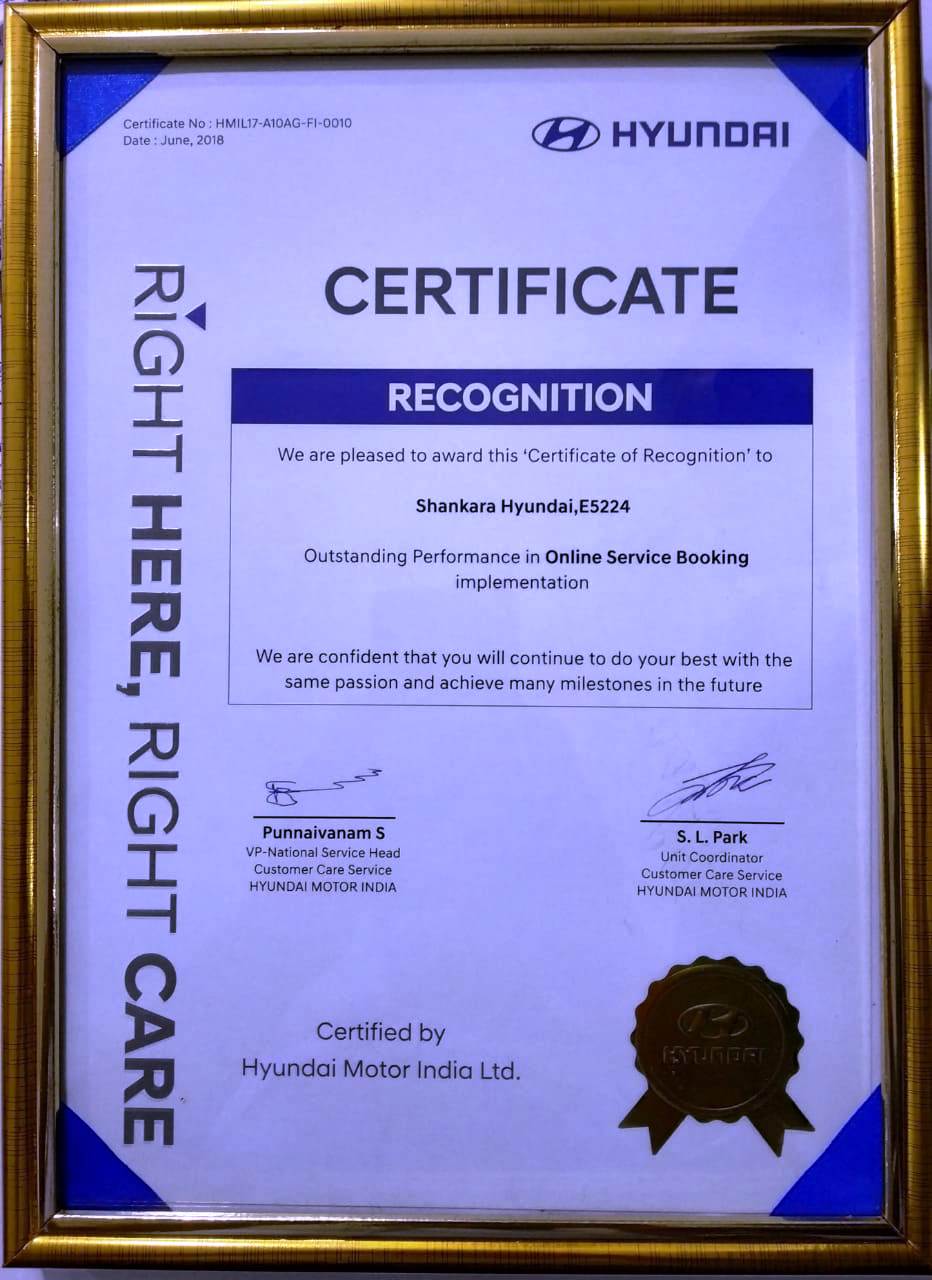 Certificate No : HMIL17-A10AG-FI-0010
Date : June, 2018
HYUNDAI
RIGHT HERE, RIGHT CARE
CERTIFICATE
RECOGNITION
We are pleased to award this ‘Certificate of Recognition’ to
Shankara Hyundai,E5224
Outstanding Performance in Online Service Booking
implementation
We are confident that you will continue to do your best with the
same passion and achieve many milestones in the future
Punnaivanam S
VP-National Service Head
Customer Care Service
HYUNDAI MOTOR INDIA
S. L. Park
Unit Coordinator
Customer Care Service
HYUNDAI MOTOR INDIA
Certified by
Hyundai Motor India Ltd.
HYUNDAI